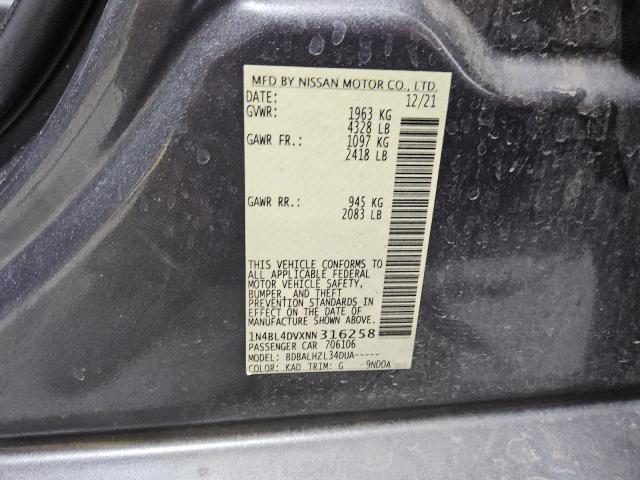 MFD BY NISSAN MOTOR CO., LTD.
DATE: 12/21
GVWR: 1963 KG
4328 LB
GAWR FR.: 1097 KG
2418 LB
GAWR RR.: 945 KG
2083 LB
THIS VEHICLE CONFORMS TO
ALL APPLICABLE FEDERAL
MOTOR VEHICLE SAFETY,
BUMPER, AND THEFT
PREVENTION STANDARDS IN
EFFECT ON THE DATE OF
MANUFACTURE SHOWN ABOVE.
1N4BL4DVXNN316258
PASSENGER CAR 706106
MODEL: BDBALHZL34DUA-----
COLOR: KAD TRIM: G 9NDOA